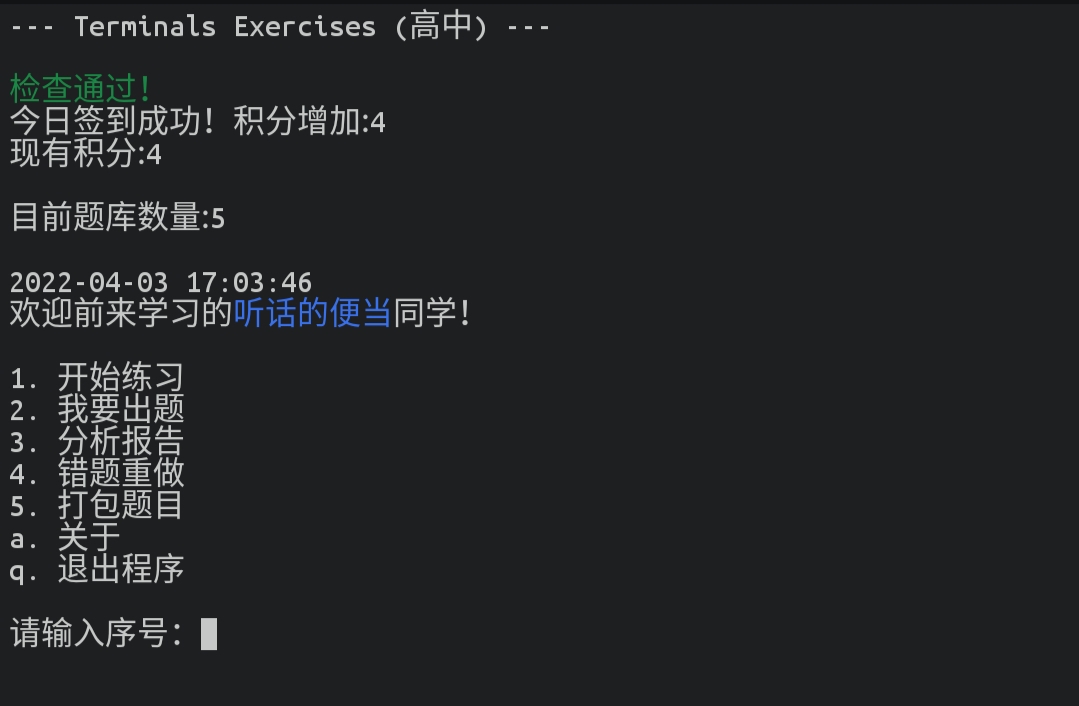 --- Terminals Exercises (高中) ---
检查通过！
今日签到成功！积分增加:4
现有积分:4
目前题库数量:5
2022-04-03 17:03:46
欢迎前来学习的听话的便当同学！
1. 开始练习
2. 我要出题
3. 分析报告
4. 错题重做
5. 打包题目
a. 关于
q. 退出程序
请输入序号：